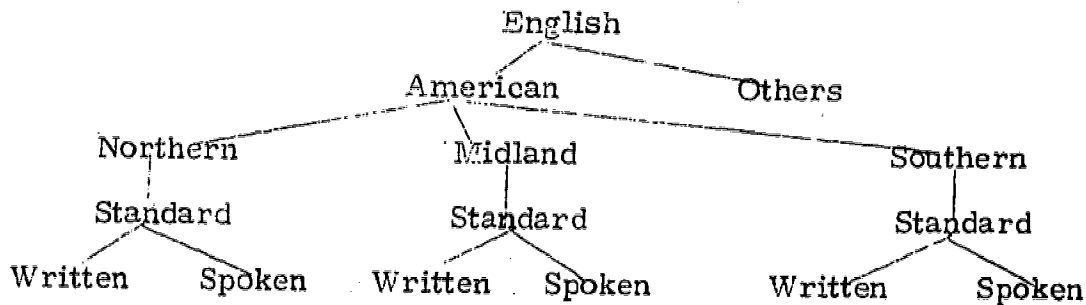 English
American Others
Northern Midland Southern
Standard Standard Standard
Written Spoken Written Spoken Written Spoken